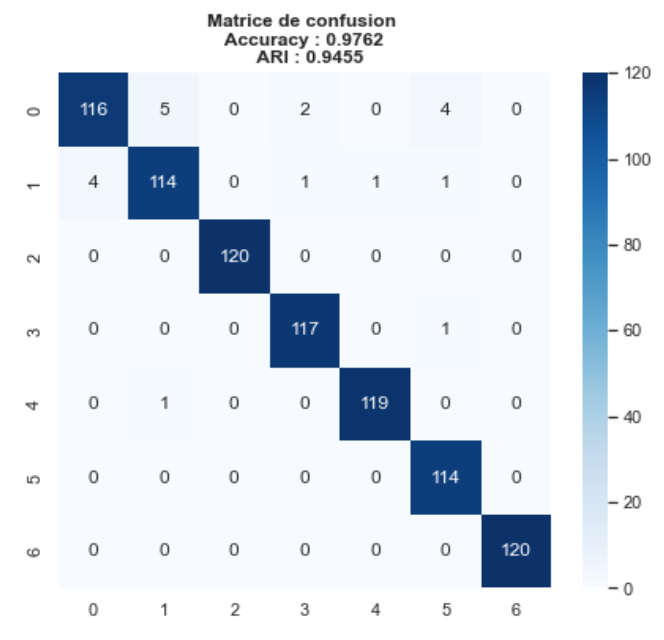 Matrice de confusion
Accuracy : 0.9762
ARI : 0.9455
0 116 5 0 2 0 4 0
1 4 114 0 1 1 1 0
2 0 0 120 0 0 0 0
3 0 0 0 117 0 1 0
4 0 1 0 0 119 0 0
5 0 0 0 0 0 114 0
6 0 0 0 0 0 0 120
0 1 2 3 4 5 6
120
100
80
60
40
20
0